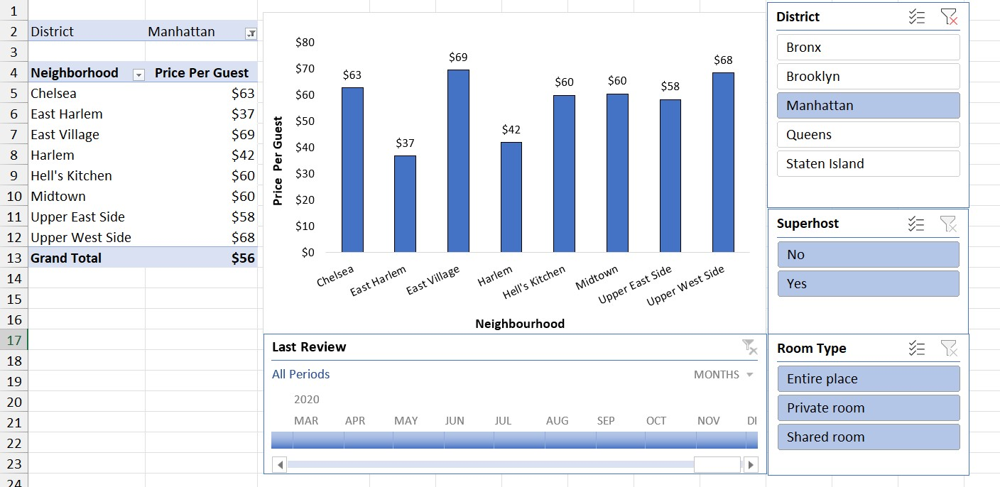 1
2 District Manhattan
3
4 Neighborhood Price Per Guest
5 Chelsea $63
6 East Harlem $37
7 East Village $69
8 Harlem $42
9 Hell's Kitchen $60
10 Midtown $60
11 Upper East Side $58
12 Upper West Side $68
13 Grand Total $56
14
15
16
17
18
19
20
21
22
23
24
Price Per Guest
$80
$70
$60
$50
$40
$30
$20
$10
$0
$63
$37
$69
$42
$60
$60
$58
$68
Chelsea
East Harlem
East Village
Harlem
Hell's Kitchen
Midtown
Upper East Side
Upper West Side
Neighbourhood
Last Review
All Periods MONTHS
2020
MAR APR MAY JUN JUL AUG SEP OCT NOV DI
District
Bronx
Brooklyn
Manhattan
Queens
Staten Island
Superhost
No
Yes
Room Type
Entire place
Private room
Shared room